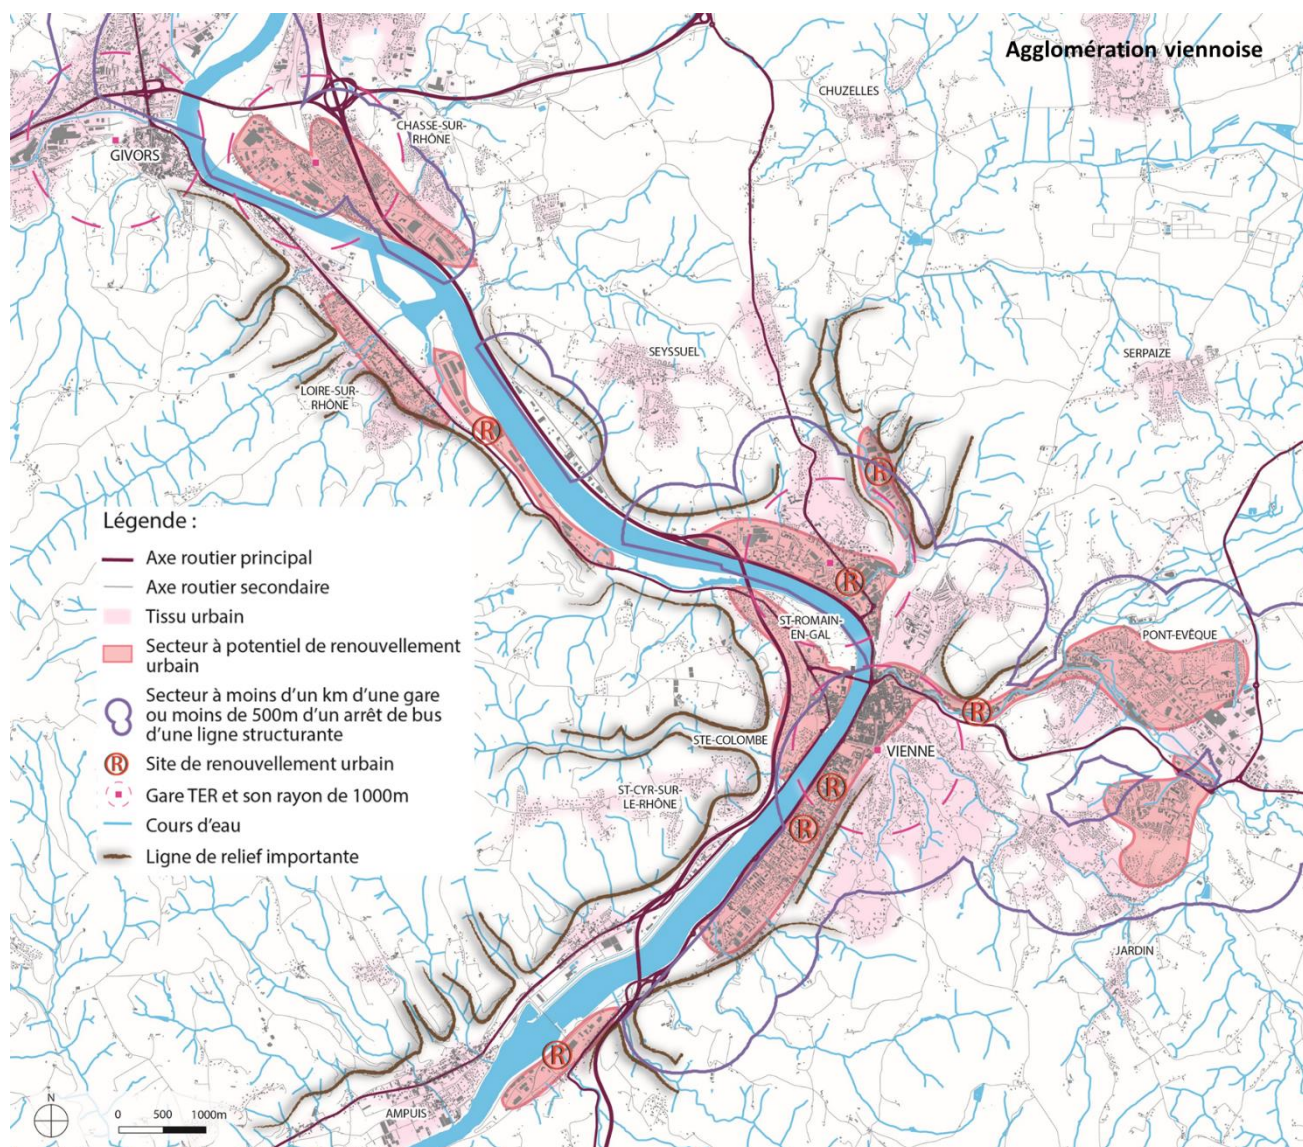 Agglomération viennoise
CHUZELLES
CHASSE-SUR-
RHÔNE
GIVORS
SEYSSUEL
SERPAIZE
LOIRE-SUR-
RHÔNE
R
R
Légende :
Axe routier principal
Axe routier secondaire
Tissu urbain
Secteur à potentiel de renouvellement
urbain
Secteur à moins d'un km d'une gare
ou moins de 500m d'un arrêt de bus
d'une ligne structurante
R Site de renouvellement urbain
Gare TER et son rayon de 1000m
Cours d'eau
Ligne de relief importante
R
ST-ROMAIN-
EN-GAL
PONT-EVÊQUE
R
STE-COLOMBE
VIENNE
ST-CYR-SUR-
LE-RHÔNE
R
R
JARDIN
R
AMPUIS
N
0 500 1000m